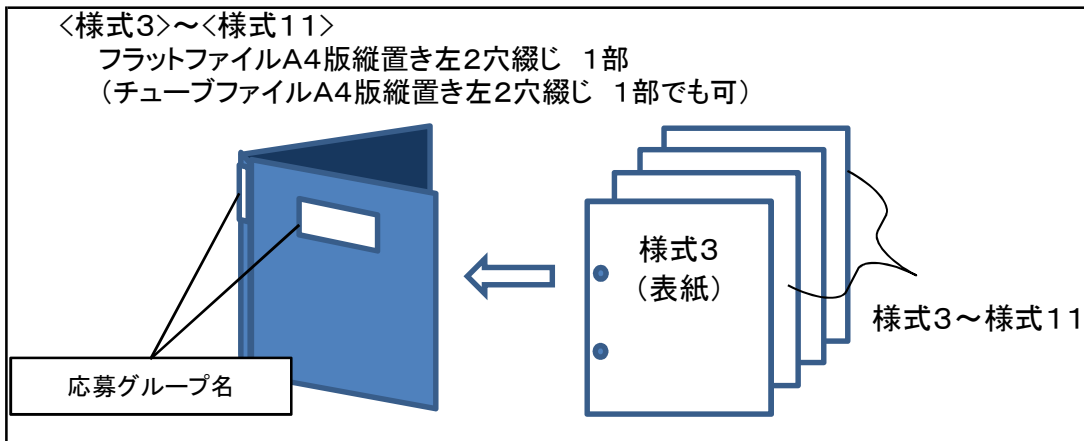 <様式3>～<様式11>
フラットファイルA4版縦置き左2穴綴じ　1部
（チューブファイルA4版縦置き左2穴綴じ　1部でも可）
様式3
（表紙）
様式3～様式11
応募グループ名